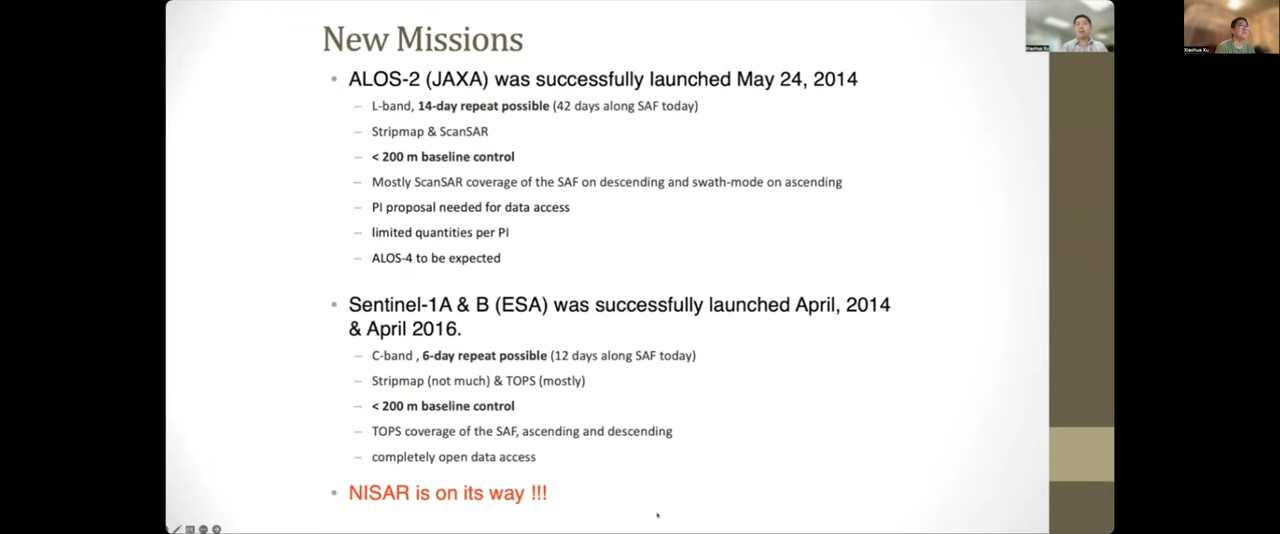 New Missions
• ALOS-2 (JAXA) was successfully launched May 24, 2014
– L-band, 14-day repeat possible (42 days along SAF today)
– Stripmap & ScanSAR
– < 200 m baseline control
– Mostly ScanSAR coverage of the SAF on descending and swath-mode on ascending
– PI proposal needed for data access
– limited quantities per PI
– ALOS-4 to be expected
• Sentinel-1A & B (ESA) was successfully launched April, 2014
& April 2016.
– C-band , 6-day repeat possible (12 days along SAF today)
– Stripmap (not much) & TOPS (mostly)
– < 200 m baseline control
– TOPS coverage of the SAF, ascending and descending
– completely open data access
• NISAR is on its way !!!
Xiaohua Xu
Xiaohua Xu